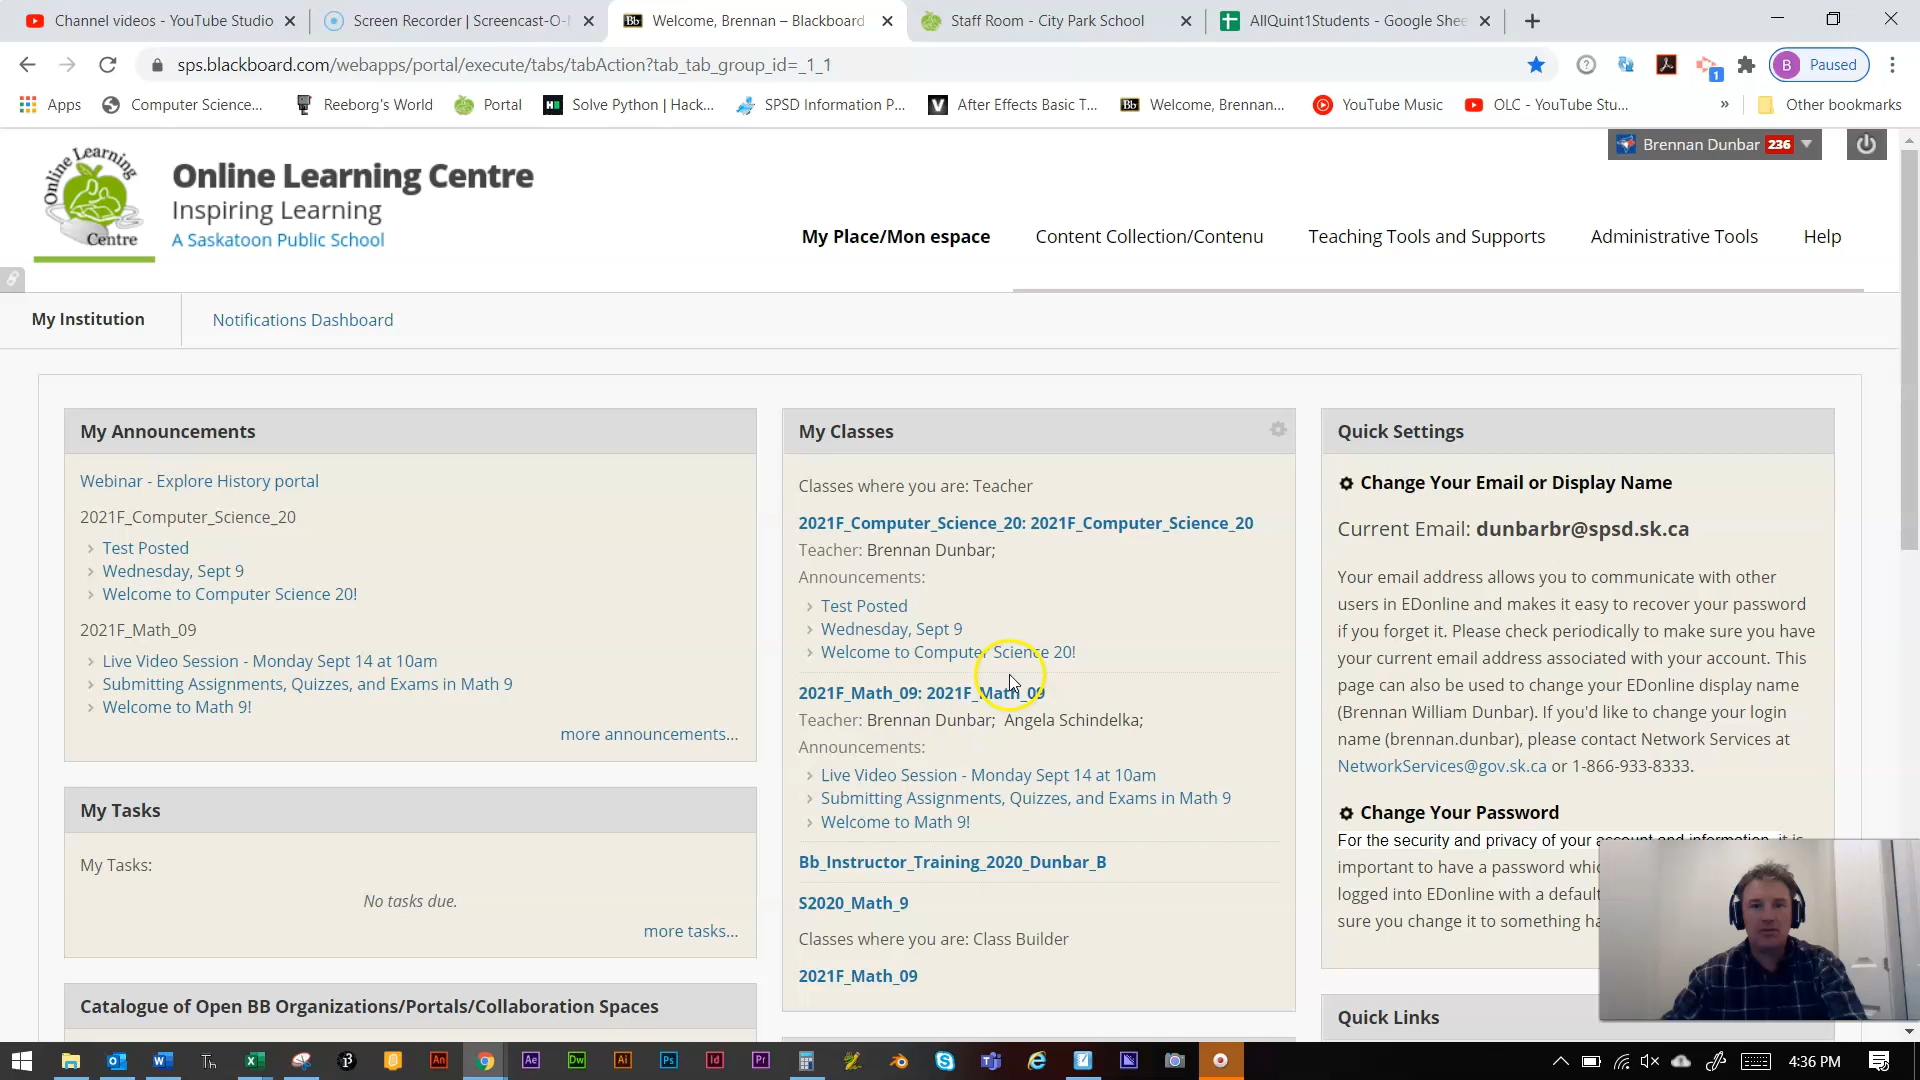 Channel videos - YouTube Studio
Screen Recorder | Screencast-O-
Welcome, Brennan – Blackboard
Staff Room - City Park School
AllQuint1Students - Google Shee
sps.blackboard.com/webapps/portal/execute/tabs/tabAction?tab_tab_group_id=_1_1
1
B Paused
Apps
Computer Science...
Reeborg's World
Portal
Solve Python | Hack...
SPSD Information P...
After Effects Basic T...
Welcome, Brennan...
YouTube Music
OLC - YouTube Stu...
»
Other bookmarks
Online Learning
Centre
Online Learning Centre
Inspiring Learning
A Saskatoon Public School
Brennan Dunbar 236
My Place/Mon espace
Content Collection/Contenu
Teaching Tools and Supports
Administrative Tools
Help
My Institution
Notifications Dashboard
My Announcements
Webinar - Explore History portal
2021F_Computer_Science_20
Test Posted
Wednesday, Sept 9
Welcome to Computer Science 20!
2021F_Math_09
Live Video Session - Monday Sept 14 at 10am
Submitting Assignments, Quizzes, and Exams in Math 9
Welcome to Math 9!
more announcements...
My Tasks
My Tasks:
No tasks due.
more tasks...
Catalogue of Open BB Organizations/Portals/Collaboration Spaces
My Classes
Classes where you are: Teacher
2021F_Computer_Science_20: 2021F_Computer_Science_20
Teacher: Brennan Dunbar;
Announcements:
Test Posted
Wednesday, Sept 9
Welcome to Computer Science 20!
2021F_Math_09: 2021F_Math_09
Teacher: Brennan Dunbar; Angela Schindelka;
Announcements:
Live Video Session - Monday Sept 14 at 10am
Submitting Assignments, Quizzes, and Exams in Math 9
Welcome to Math 9!
Bb_Instructor_Training_2020_Dunbar_B
S2020_Math_9
Classes where you are: Class Builder
2021F_Math_09
Quick Settings
Change Your Email or Display Name
Current Email: dunbarbr@spsd.sk.ca
Your email address allows you to communicate with other
users in EDonline and makes it easy to recover your password
if you forget it. Please check periodically to make sure you have
your current email address associated with your account. This
page can also be used to change your EDonline display name
(Brennan William Dunbar). If you'd like to change your login
name (brennan.dunbar), please contact Network Services at
NetworkServices@gov.sk.ca or 1-866-933-8333.
Change Your Password
For the security and privacy of your account and information, it is
important to have a password whic
logged into EDonline with a default
sure you change it to something ha
Quick Links
4:36 PM